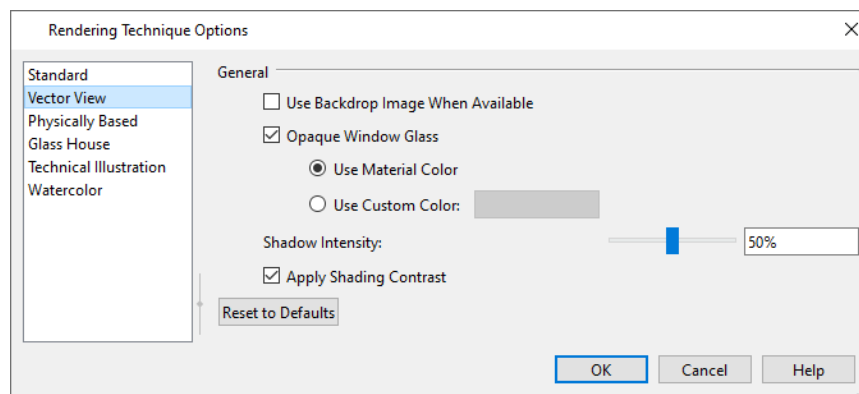 Rendering Technique Options
Standard
Vector View
Physically Based
Glass House
Technical Illustration
Watercolor
General
Use Backdrop Image When Available
Opaque Window Glass
Use Material Color
Use Custom Color:
Shadow Intensity: 50%
Apply Shading Contrast
Reset to Defaults
OK Cancel Help